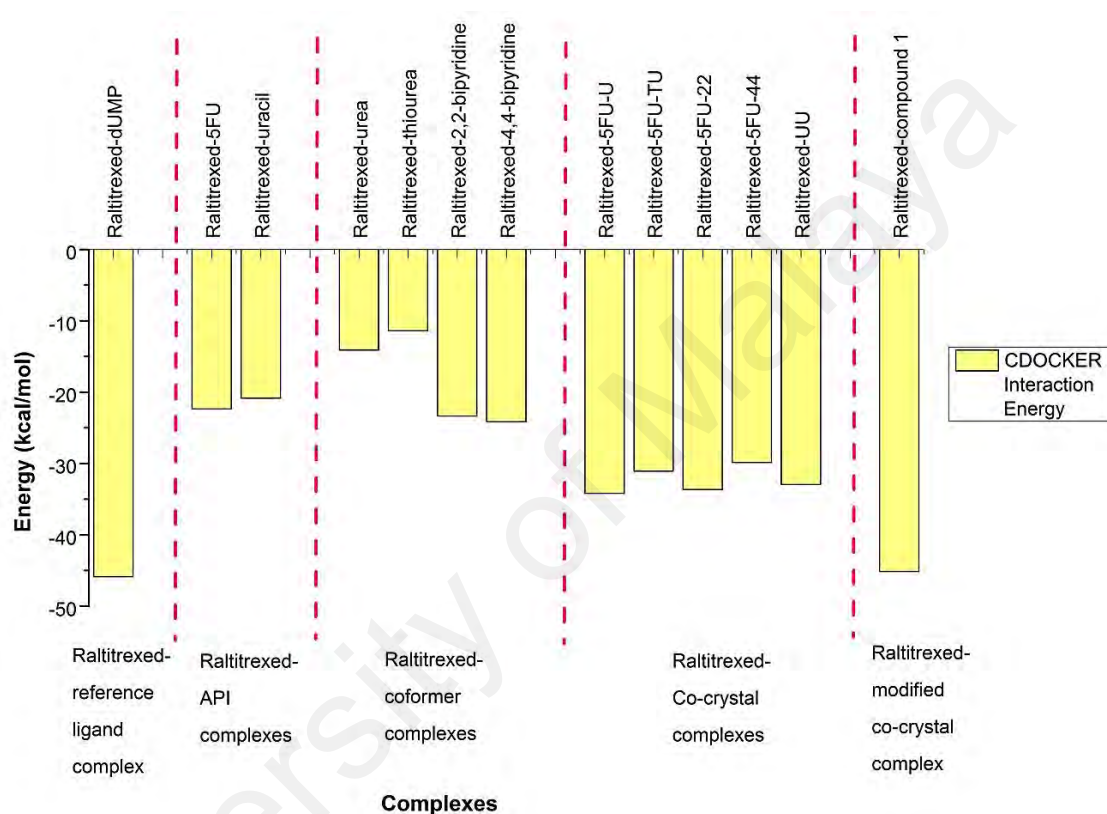 Raltitrexed-dUMP
Raltitrexed-5FU
Raltitrexed-uracil
Raltitrexed-urea
Raltitrexed-thiourea
Raltitrexed-2,2-bipyridine
Raltitrexed-4,4-bipyridine
Raltitrexed-5FU-U
Raltitrexed-5FU-TU
Raltitrexed-5FU-22
Raltitrexed-5FU-44
Raltitrexed-UU
Raltitrexed-compound 1
Energy (kcal/mol)
0
-10
-20
-30
-40
-50
CDOCKER
Interaction
Energy
Raltitrexed-
reference
ligand
complex
Raltitrexed-
API
complexes
Raltitrexed-
coformer
complexes
Raltitrexed-
Co-crystal
complexes
Raltitrexed-
modified
co-crystal
complex
Complexes
ersity of Malaya